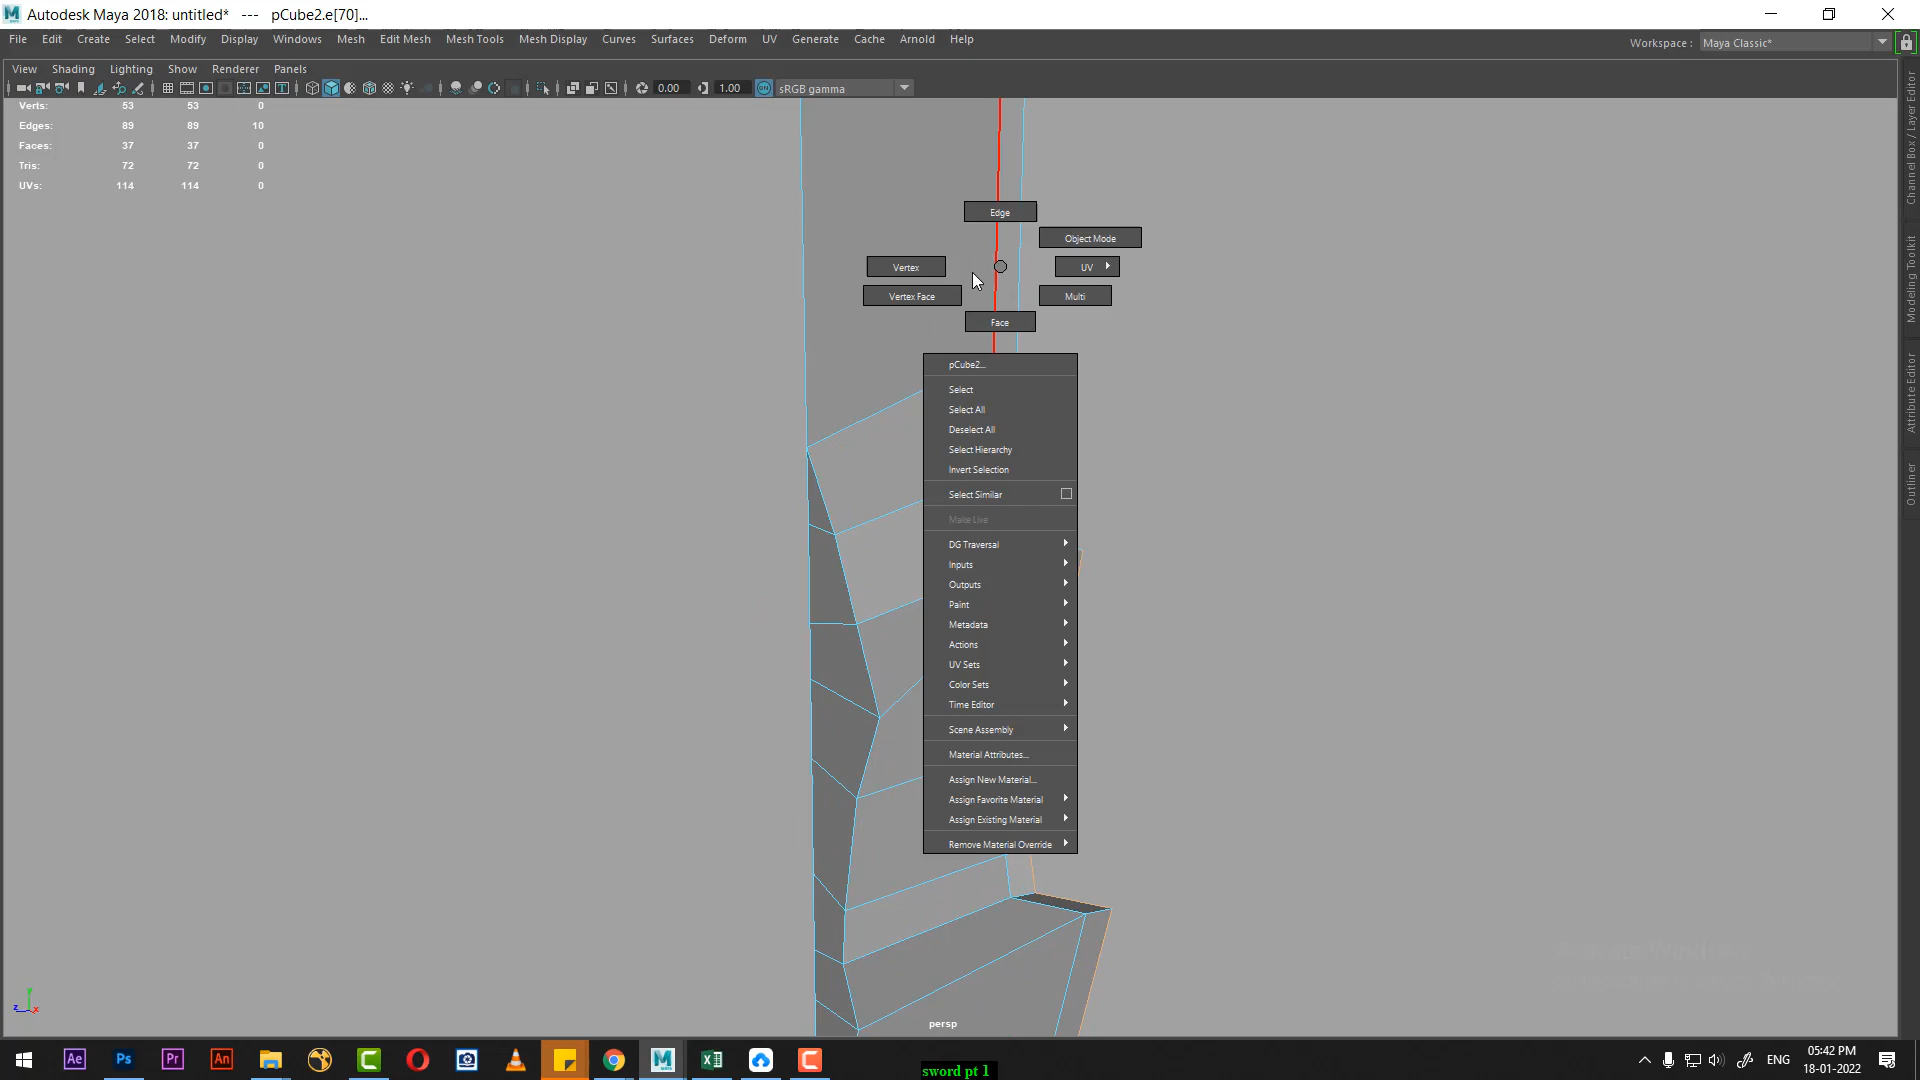 Autodesk Maya 2018: untitled* --- pCube2.e[70]...
File Edit Create Select Modify Display Windows Mesh Edit Mesh Mesh Tools Mesh Display Curves Surfaces Deform UV Generate Cache Arnold Help
Workspace : Maya Classic*
View Shading Lighting Show Renderer Panels
0.00 1.00 ON sRGB gamma
Verts: 53 53 0
Edges: 89 89 10
Faces: 37 37 0
Tris: 72 72 0
UVs: 114 114 0
Edge
Object Mode
Vertex
UV
Vertex Face
Multi
Face
pCube2...
Select
Select All
Deselect All
Select Hierarchy
Invert Selection
Select Similar
Make Live
DG Traversal
Inputs
Outputs
Paint
Metadata
Actions
UV Sets
Color Sets
Time Editor
Scene Assembly
Material Attributes...
Assign New Material...
Assign Favorite Material
Assign Existing Material
Remove Material Override
Channel Box / Layer Editor
Modeling Toolkit
Attribute Editor
Outliner
persp
y
z x
Ae Ps Pr An
sword pt 1
ENG
05:42 PM
18-01-2022